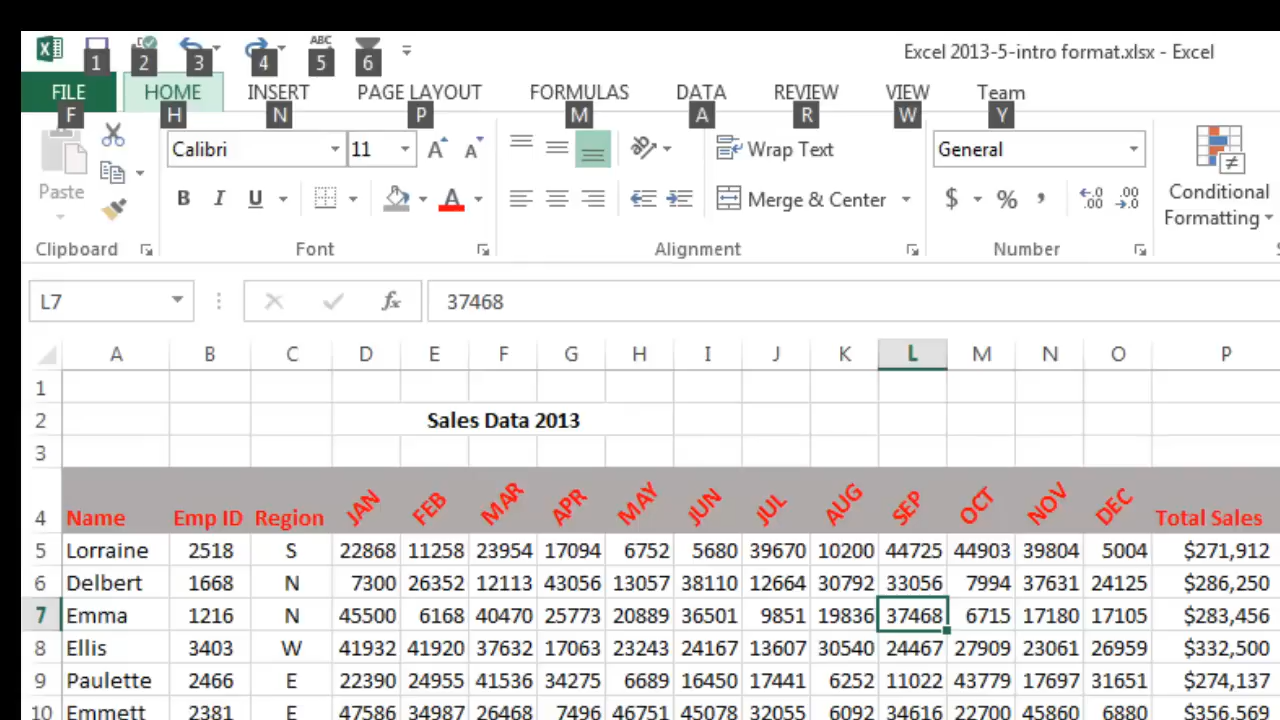 ABC
Excel 2013-5-intro format.xlsx - Excel
1 2 3 4 5 6
FILE HOME INSERT PAGE LAYOUT FORMULAS DATA REVIEW VIEW Team
F H N P M A R W Y
Calibri 11 Wrap Text General
Paste B I U A Merge & Center $ % , Conditional Formatting
Clipboard Font Alignment Number
L7 fx 37468
A B C D E F G H I J K L M N O P
1
2 Sales Data 2013
3
4 Name Emp ID Region JAN FEB MAR APR MAY JUN JUL AUG SEP OCT NOV DEC Total Sales
5 Lorraine 2518 S 22868 11258 23954 17094 6752 5680 39670 10200 44725 44903 39804 5004 $271,912
6 Delbert 1668 N 7300 26352 12113 43056 13057 38110 12664 30792 33056 7994 37631 24125 $286,250
7 Emma 1216 N 45500 6168 40470 25773 20889 36501 9851 19836 37468 6715 17180 17105 $283,456
8 Ellis 3403 W 41932 41920 37632 17063 23243 24167 13607 30540 24467 27909 23061 26959 $332,500
9 Paulette 2466 E 22390 24955 41536 34275 6689 16450 17441 6252 11022 43779 17697 31651 $274,137
10 Emmett 2381 E 47586 34987 26468 7496 46751 45078 32055 6092 34616 22700 45860 6880 $356,569